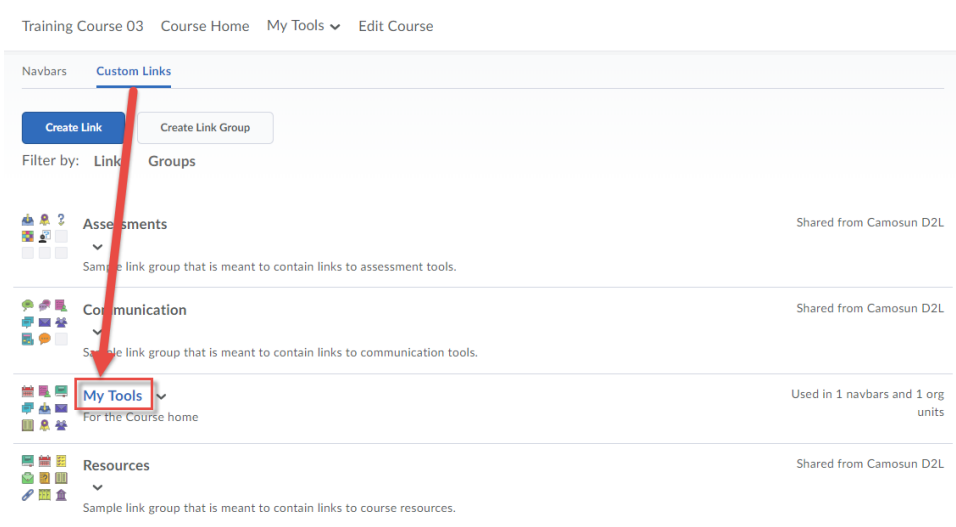 Training Course 03 Course Home My Tools Edit Course
Navbars Custom Links
Create Link Create Link Group
Filter by: Link Groups
Assessments Shared from Camosun D2L
Sample link group that is meant to contain links to assessment tools.
Communication Shared from Camosun D2L
Sample link group that is meant to contain links to communication tools.
My Tools Used in 1 navbars and 1 org
units
For the Course home
Resources Shared from Camosun D2L
Sample link group that is meant to contain links to course resources.